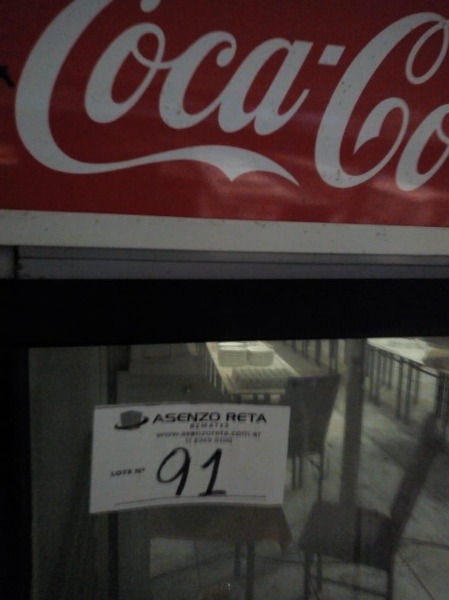 Coca-Co
ASENZO RETA
REMATES
www.asenzoreta.com.ar
LOTE Nº 91